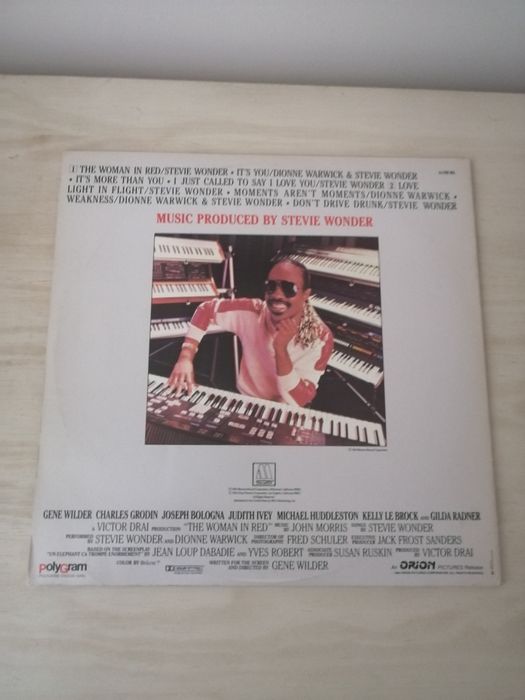 1 THE WOMAN IN RED/STEVIE WONDER • IT'S YOU/DIONNE WARWICK & STEVIE WONDER
• IT'S MORE THAN YOU • I JUST CALLED TO SAY I LOVE YOU/STEVIE WONDER 2 LOVE
LIGHT IN FLIGHT/STEVIE WONDER • MOMENTS AREN'T MOMENTS/DIONNE WARWICK •
WEAKNESS/DIONNE WARWICK & STEVIE WONDER • DON'T DRIVE DRUNK/STEVIE WONDER
MUSIC PRODUCED BY STEVIE WONDER
GENE WILDER CHARLES GRODIN JOSEPH BOLOGNA JUDITH IVEY MICHAEL HUDDLESTON KELLY LE BROCK AND GILDA RADNER
A VICTOR DRAI PRODUCTION "THE WOMAN IN RED" MUSIC BY JOHN MORRIS SONGS BY STEVIE WONDER
PERFORMED BY STEVIE WONDER AND DIONNE WARWICK DIRECTOR OF PHOTOGRAPHY FRED SCHULER EXECUTIVE PRODUCER JACK FROST SANDERS
BASED ON THE SCREENPLAY "UN ELEPHANT CA TROMPE ENORMEMENT" BY JEAN LOUP DABADIE AND YVES ROBERT ASSOCIATE PRODUCER SUSAN RUSKIN PRODUCED BY VICTOR DRAI
COLOR BY DeLuxe WRITTEN FOR THE SCREEN AND DIRECTED BY GENE WILDER
polyGram
An ORION PICTURES Release